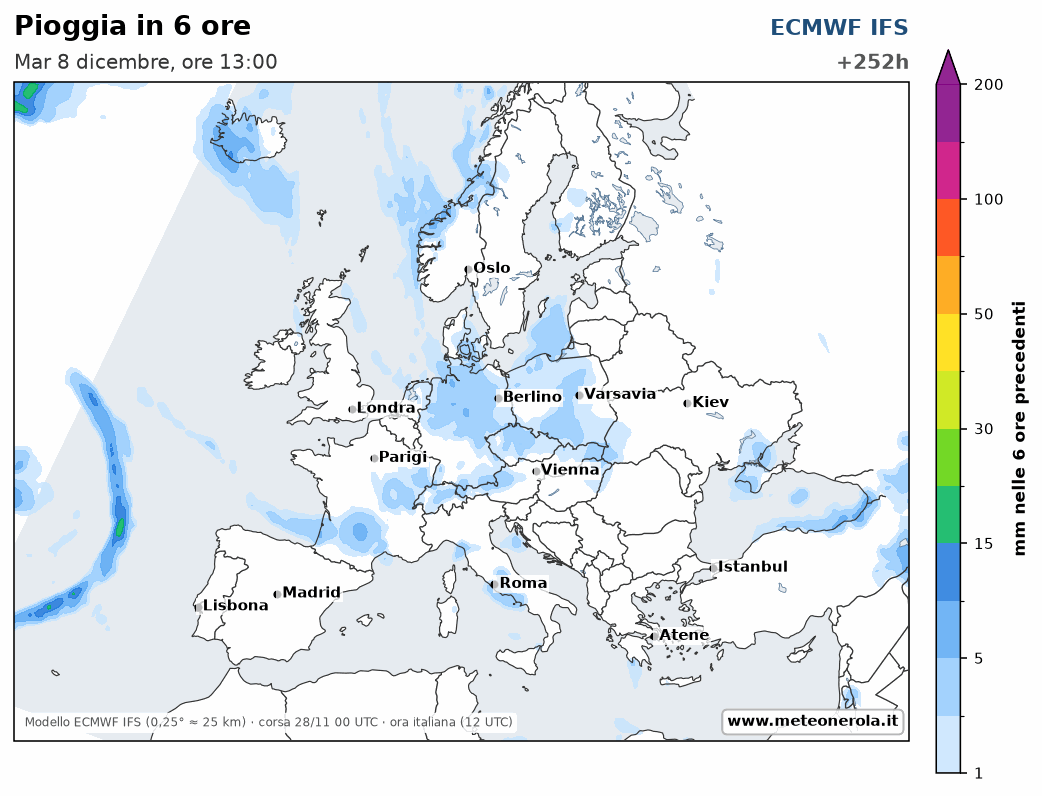 Pioggia in 6 ore
ECMWF IFS
Mar 8 dicembre, ore 13:00
+252h
200
100
50
30
15
5
1
mm nelle 6 ore precedenti
Oslo
Berlino
Varsavia
Kiev
Londra
Parigi
Vienna
Istanbul
Roma
Madrid
Lisbona
Atene
Modello ECMWF IFS (0,25° ≈ 25 km) · corsa 28/11 00 UTC · ora italiana (12 UTC)
www.meteonerola.it